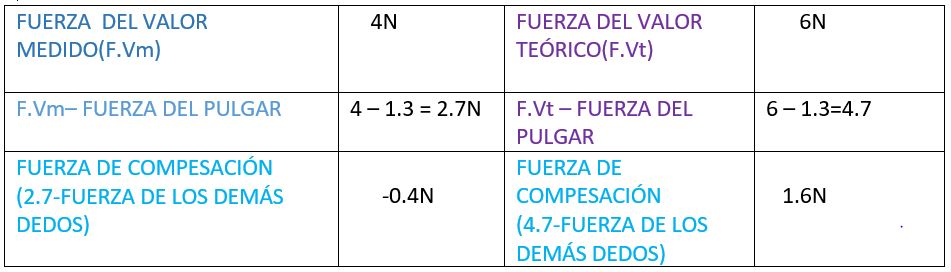 FUERZA DEL VALOR
MEDIDO(F.Vm)
4N
FUERZA DEL VALOR
TEÓRICO(F.Vt)
6N
F.Vm– FUERZA DEL PULGAR
4 – 1.3 = 2.7N
F.Vt – FUERZA DEL
PULGAR
6 – 1.3=4.7
FUERZA DE COMPESACIÓN
(2.7-FUERZA DE LOS DEMÁS
DEDOS)
-0.4N
FUERZA DE
COMPESACIÓN
(4.7-FUERZA DE LOS
DEMÁS DEDOS)
1.6N